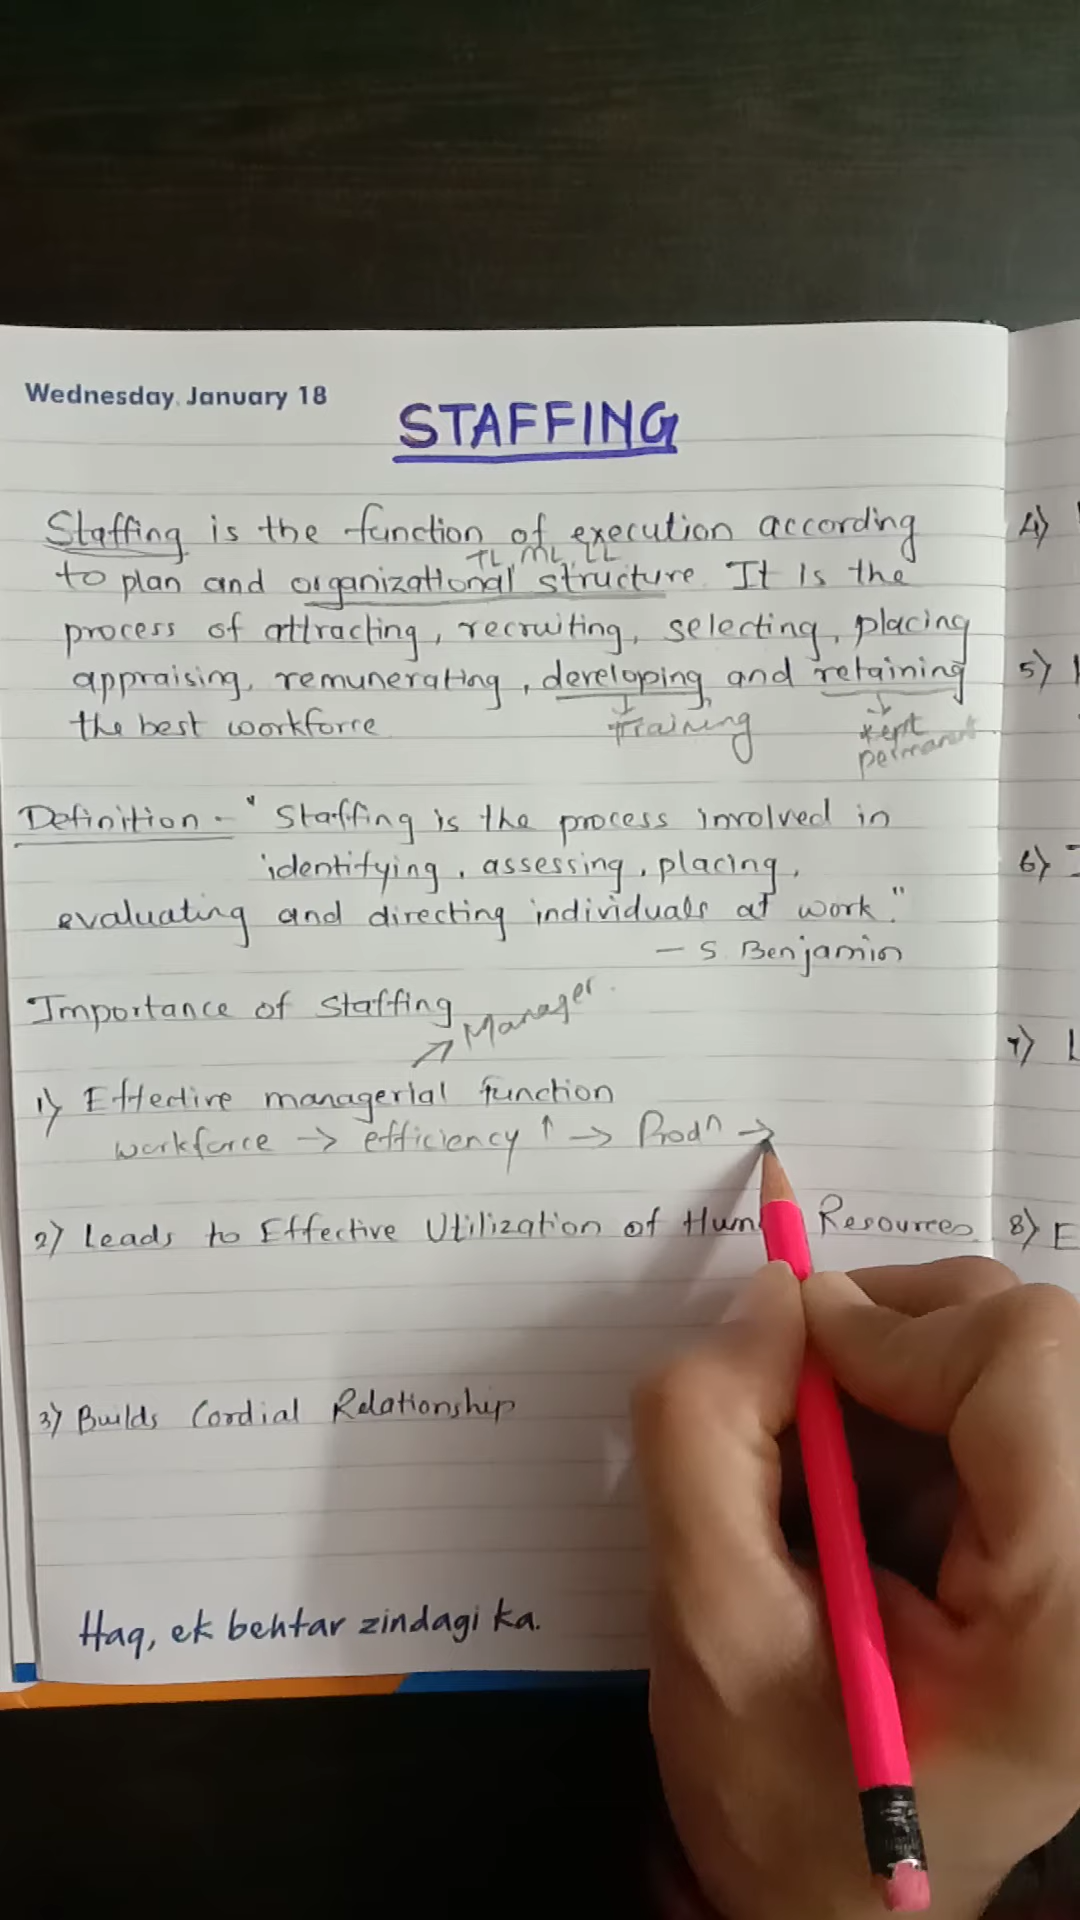 Wednesday, January 18
STAFFING
Staffing is the function of execution according
TL, ML, LL
to plan and organizational structure. It Is the
process of attracting, recruiting, selecting, placing
appraising, remunerating, developing and retaining
the best workforce
Training
kept
permanent
Definition - " Staffing is the process involved in
identifying, assessing, placing,
evaluating and directing individuals at work."
- S. Benjamin
Importance of Staffing
Manager.
1) Effective managerial function
workforce → efficiency ↑ → Prodn →
2) Leads to Effective Utilization of Hum Resources.
3) Builds Cordial Relationship
Haq, ek behtar zindagi ka.
4)
5)
6)
7) L
8) E